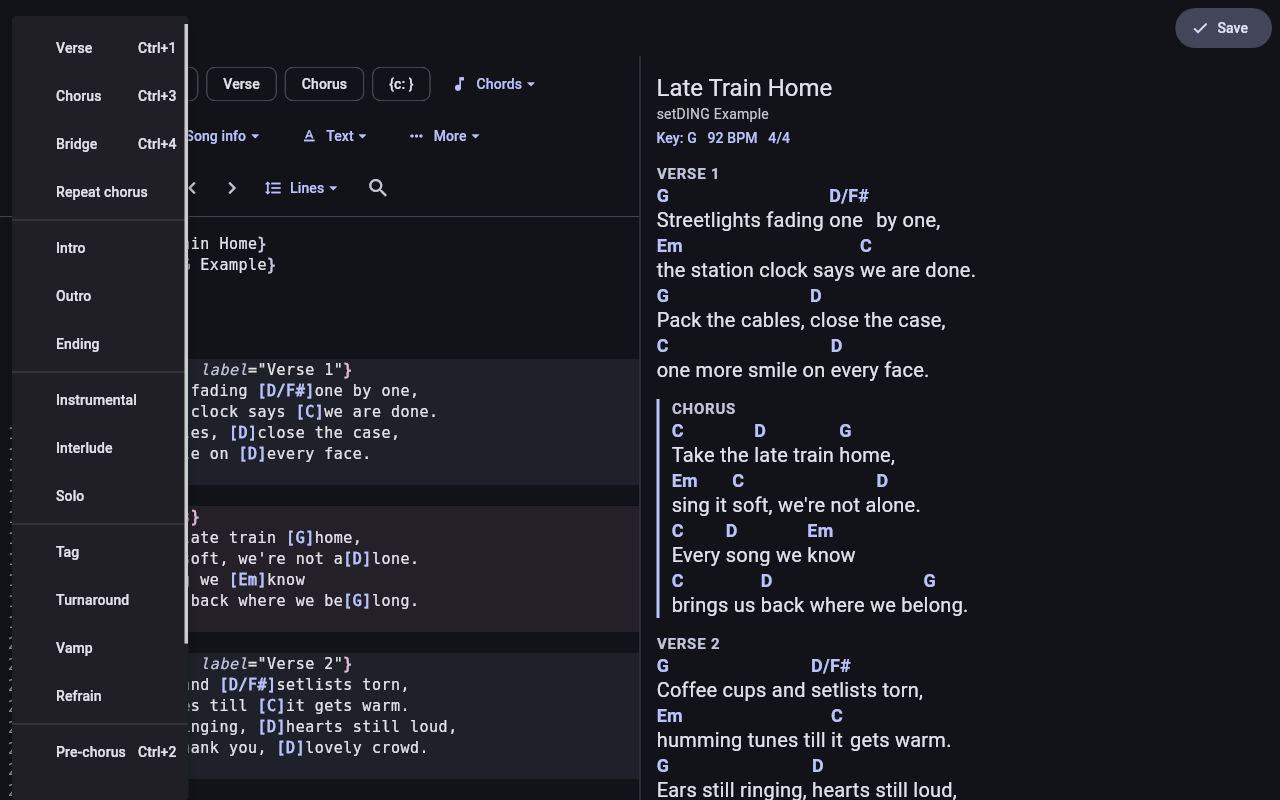 Verse Ctrl+1
Chorus Ctrl+3
Bridge Ctrl+4
Repeat chorus
Intro
Outro
Ending
Instrumental
Interlude
Solo
Tag
Turnaround
Vamp
Refrain
Pre-chorus Ctrl+2
Save
Verse Chorus {c: } Chords
Song info Text More
Lines
in Home}
Example}
label="Verse 1"}
fading [D/F#]one by one,
clock says [C]we are done.
es, [D]close the case,
e on [D]every face.
}
ate train [G]home,
oft, we're not a[D]lone.
we [Em]know
back where we be[G]long.
label="Verse 2"}
nd [D/F#]setlists torn,
s till [C]it gets warm.
nging, [D]hearts still loud,
ank you, [D]lovely crowd.
Late Train Home
setDING Example
Key: G 92 BPM 4/4
VERSE 1
G D/F#
Streetlights fading one by one,
Em C
the station clock says we are done.
G D
Pack the cables, close the case,
C D
one more smile on every face.
CHORUS
C D G
Take the late train home,
Em C D
sing it soft, we're not alone.
C D Em
Every song we know
C D G
brings us back where we belong.
VERSE 2
G D/F#
Coffee cups and setlists torn,
Em C
humming tunes till it gets warm.
G D
Ears still ringing, hearts still loud,